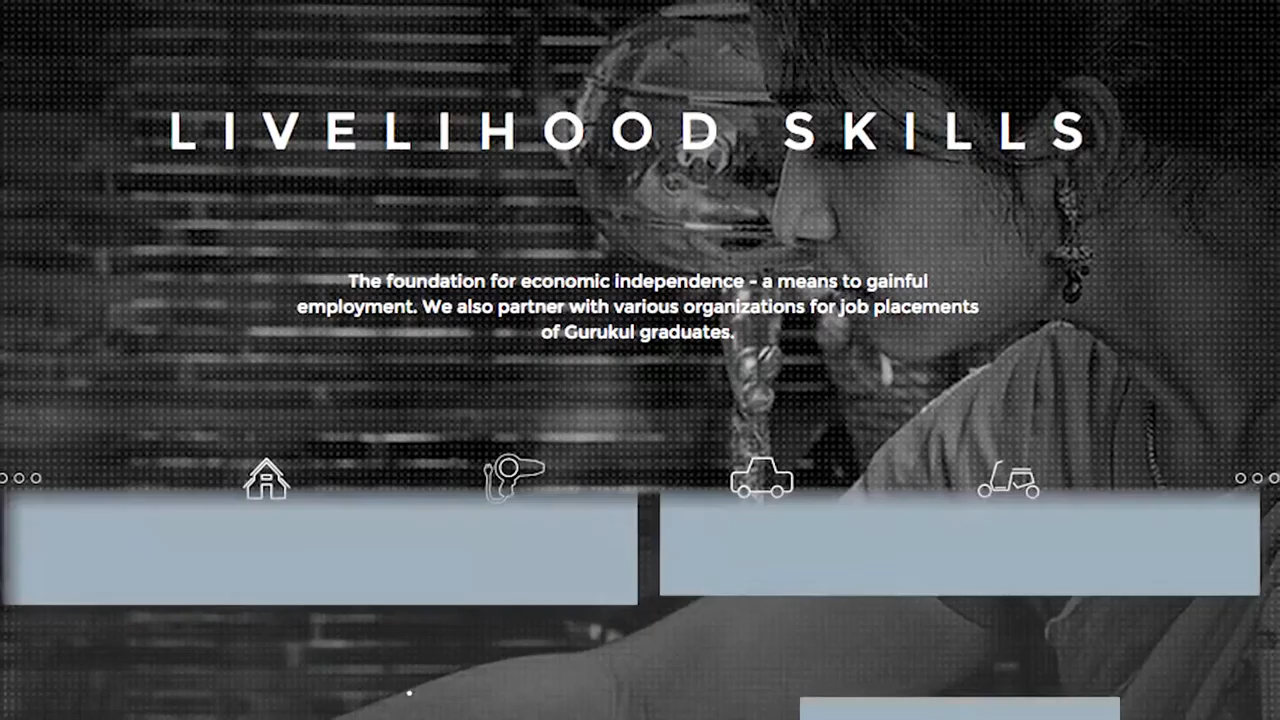 LIVELIHOOD SKILLS
The foundation for economic independence - a means to gainful
employment. We also partner with various organizations for job placements
of Gurukul graduates.